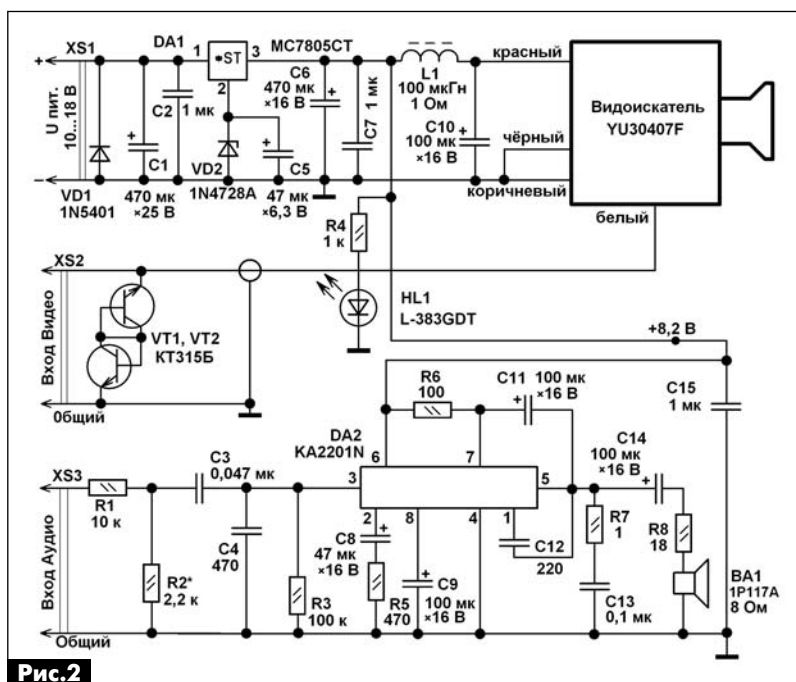 XS1
DA1
1
*ST
3
MC7805CT
2
+
U пит.
10...18 В
–
C2
1 мк
C1
470 мк
×25 В
VD1
1N5401
VD2
1N4728A
+
C5
47 мк
×6,3 В
C6
470 мк
×16 В
C7
1 мк
L1
100 мкГн
1 Ом
C10
100 мк
×16 В
красный
чёрный
коричневый
белый
Видоискатель
YU30407F
R4
1 к
HL1
L-383GDT
XS2
Вход Видео
Общий
VT1, VT2
КТ315Б
+8,2 В
C15
1 мк
R6
100
C11
100 мк
×16 В
DA2
KA2201N
6
7
3
5
2
8
4
1
XS3
Вход Аудио
Общий
R1
10 к
R2*
2,2 к
C3
0,047 мк
C4
470
R3
100 к
C8
47 мк
×16 В
R5
470
C9
100 мк
×16 В
C12
220
C14
100 мк
×16 В
R7
1
R8
18
C13
0,1 мк
BA1
1P117A
8 Ом
Рис.2